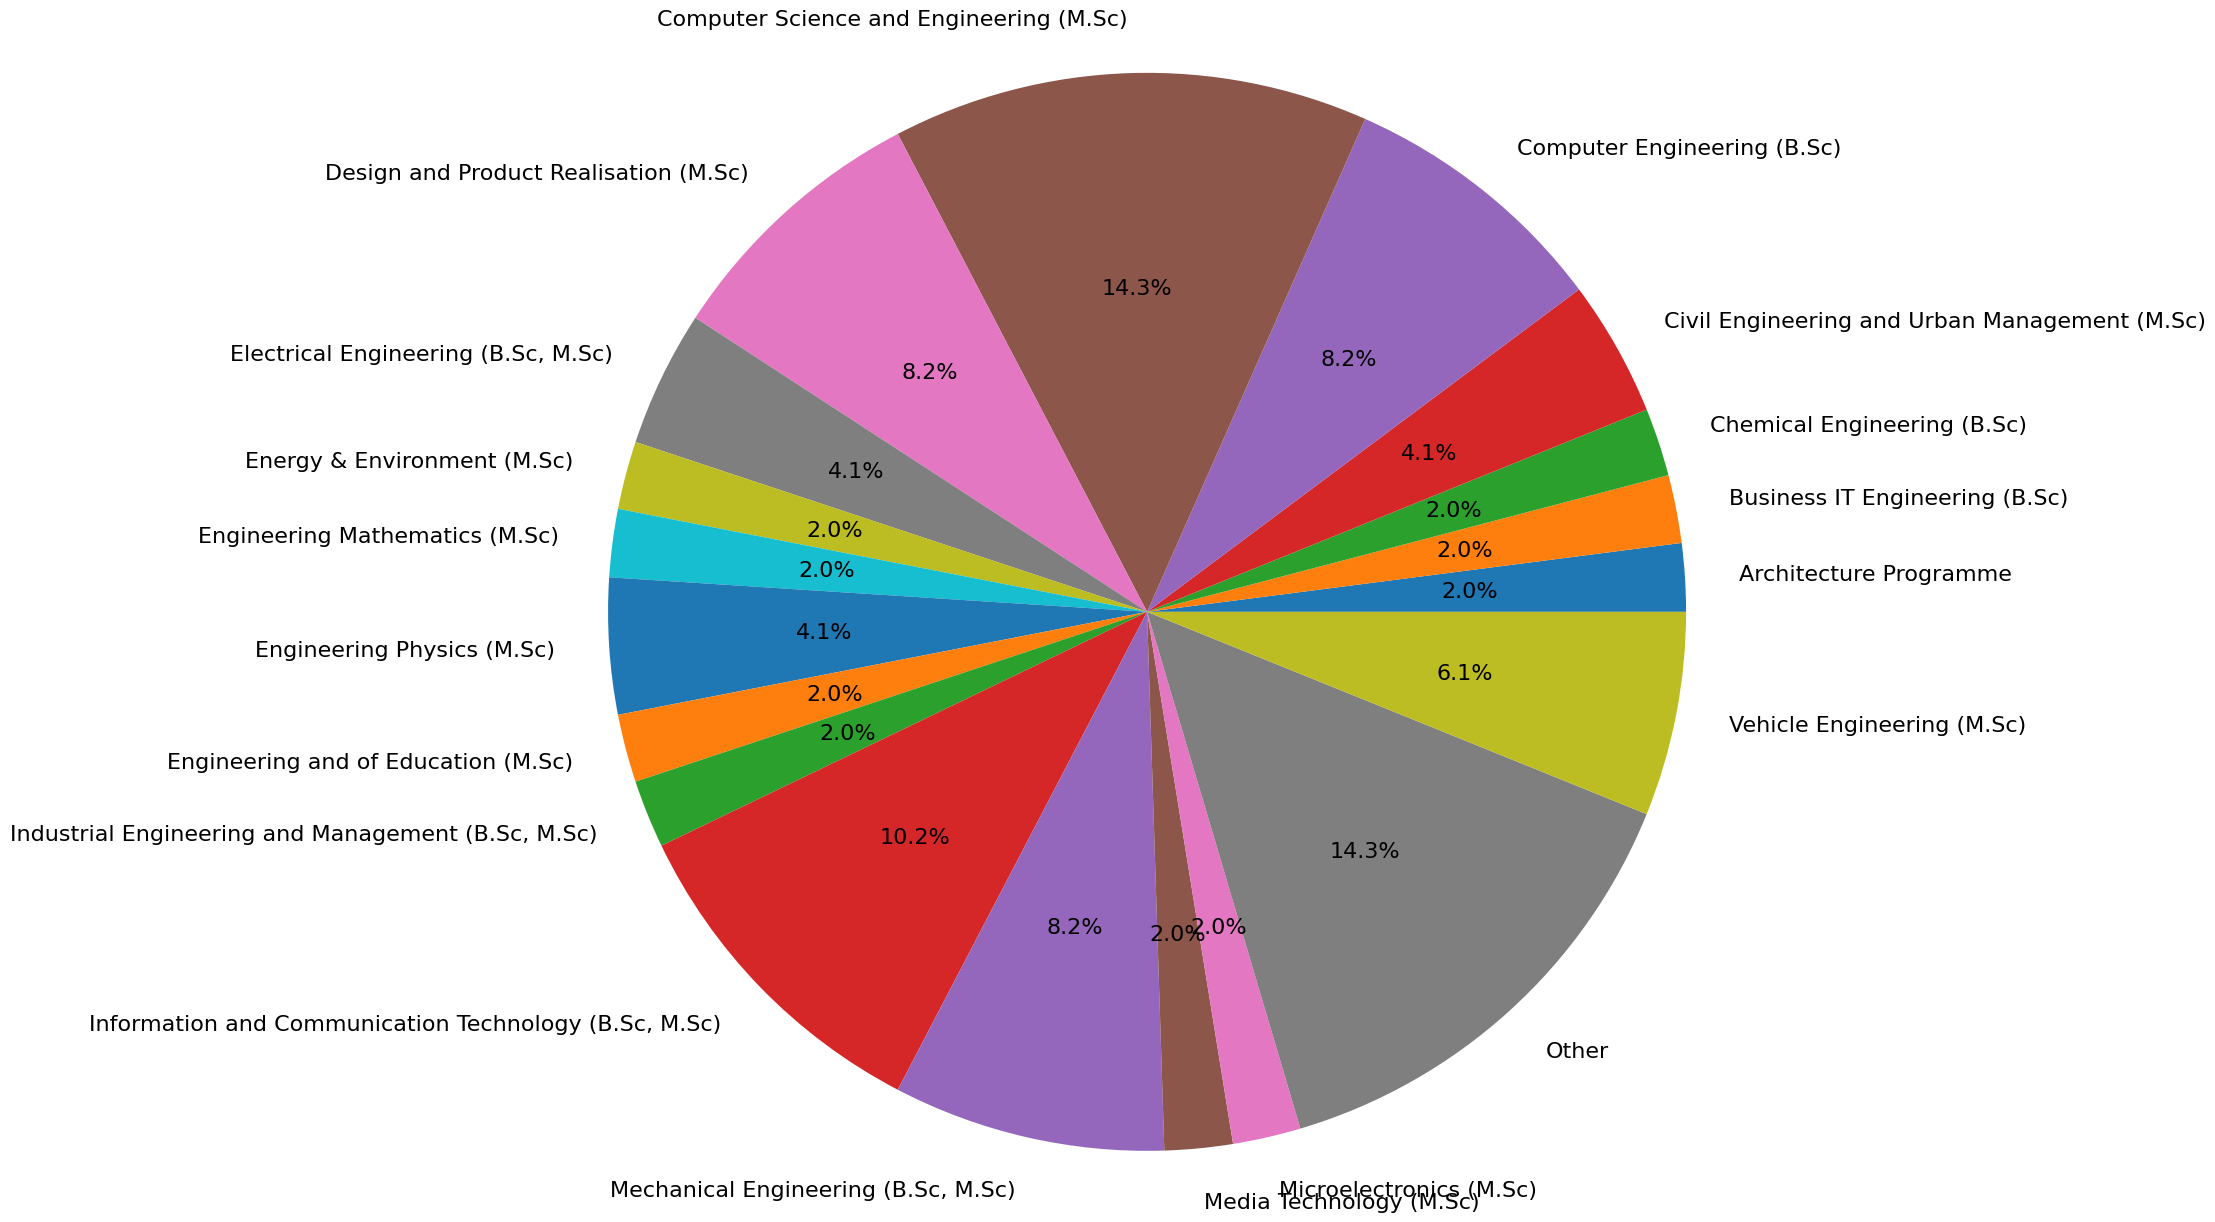 Computer Science and Engineering (M.Sc)
Computer Engineering (B.Sc)
Design and Product Realisation (M.Sc)
14.3%
Civil Engineering and Urban Management (M.Sc)
Electrical Engineering (B.Sc, M.Sc)
8.2%
8.2%
Chemical Engineering (B.Sc)
4.1%
Energy & Environment (M.Sc)
4.1%
Business IT Engineering (B.Sc)
2.0%
Engineering Mathematics (M.Sc)
2.0%
2.0%
Architecture Programme
2.0%
2.0%
Engineering Physics (M.Sc)
4.1%
6.1%
Vehicle Engineering (M.Sc)
2.0%
Engineering and of Education (M.Sc)
2.0%
Industrial Engineering and Management (B.Sc, M.Sc)
10.2%
14.3%
8.2%
2.0%
2.0%
Information and Communication Technology (B.Sc, M.Sc)
Other
Mechanical Engineering (B.Sc, M.Sc)
Microelectronics (M.Sc)
Media Technology (M.Sc)